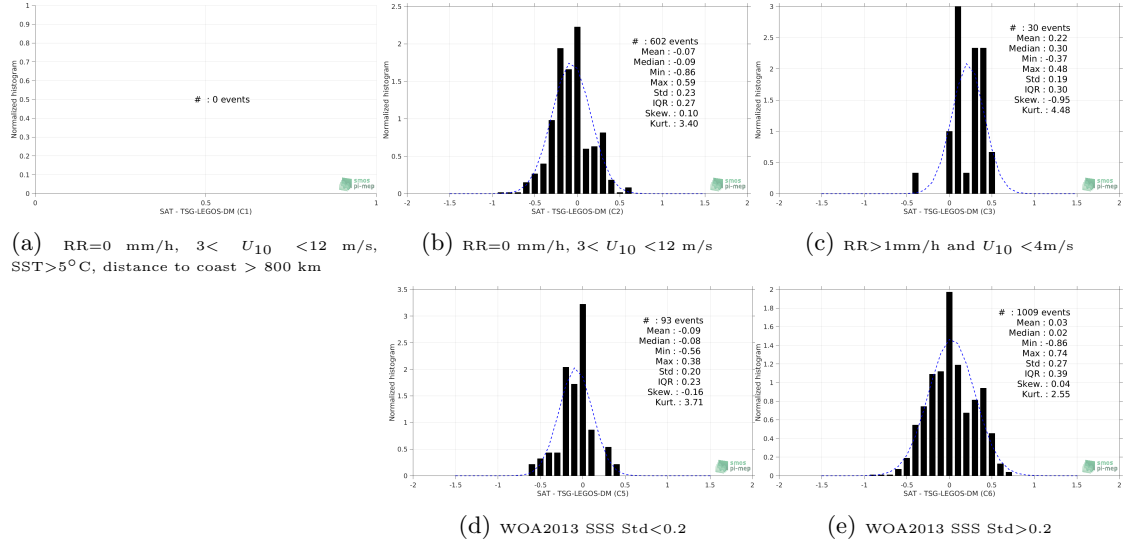 Normalized histogram
1
0.9
0.8
0.7
0.6
0.5
0.4
0.3
0.2
0.1
0
# : 0 events
0 0.5 1
SAT - TSG-LEGOS-DM (C1)
smos
pi-mep
(a) RR=0 mm/h, 3< U10 <12 m/s,
SST>5°C, distance to coast > 800 km
Normalized histogram
2.5
2
1.5
1
0.5
0
# : 602 events
Mean : -0.07
Median : -0.09
Min : -0.86
Max : 0.59
Std : 0.23
IQR : 0.27
Skew. : 0.10
Kurt. : 3.40
-2 -1.5 -1 -0.5 0 0.5 1 1.5 2
SAT - TSG-LEGOS-DM (C2)
smos
pi-mep
(b) RR=0 mm/h, 3< U10 <12 m/s
Normalized histogram
3
2.5
2
1.5
1
0.5
0
# : 30 events
Mean : 0.22
Median : 0.30
Min : -0.37
Max : 0.48
Std : 0.19
IQR : 0.30
Skew. : -0.95
Kurt. : 4.48
-2 -1.5 -1 -0.5 0 0.5 1 1.5 2
SAT - TSG-LEGOS-DM (C3)
smos
pi-mep
(c) RR>1mm/h and U10 <4m/s
Normalized histogram
3.5
3
2.5
2
1.5
1
0.5
0
# : 93 events
Mean : -0.09
Median : -0.08
Min : -0.56
Max : 0.38
Std : 0.20
IQR : 0.23
Skew. : -0.16
Kurt. : 3.71
-2 -1.5 -1 -0.5 0 0.5 1 1.5 2
SAT - TSG-LEGOS-DM (C5)
smos
pi-mep
(d) WOA2013 SSS Std<0.2
Normalized histogram
2
1.8
1.6
1.4
1.2
1
0.8
0.6
0.4
0.2
0
# : 1009 events
Mean : 0.03
Median : 0.02
Min : -0.86
Max : 0.74
Std : 0.27
IQR : 0.39
Skew. : 0.04
Kurt. : 2.55
-2 -1.5 -1 -0.5 0 0.5 1 1.5 2
SAT - TSG-LEGOS-DM (C6)
smos
pi-mep
(e) WOA2013 SSS Std>0.2